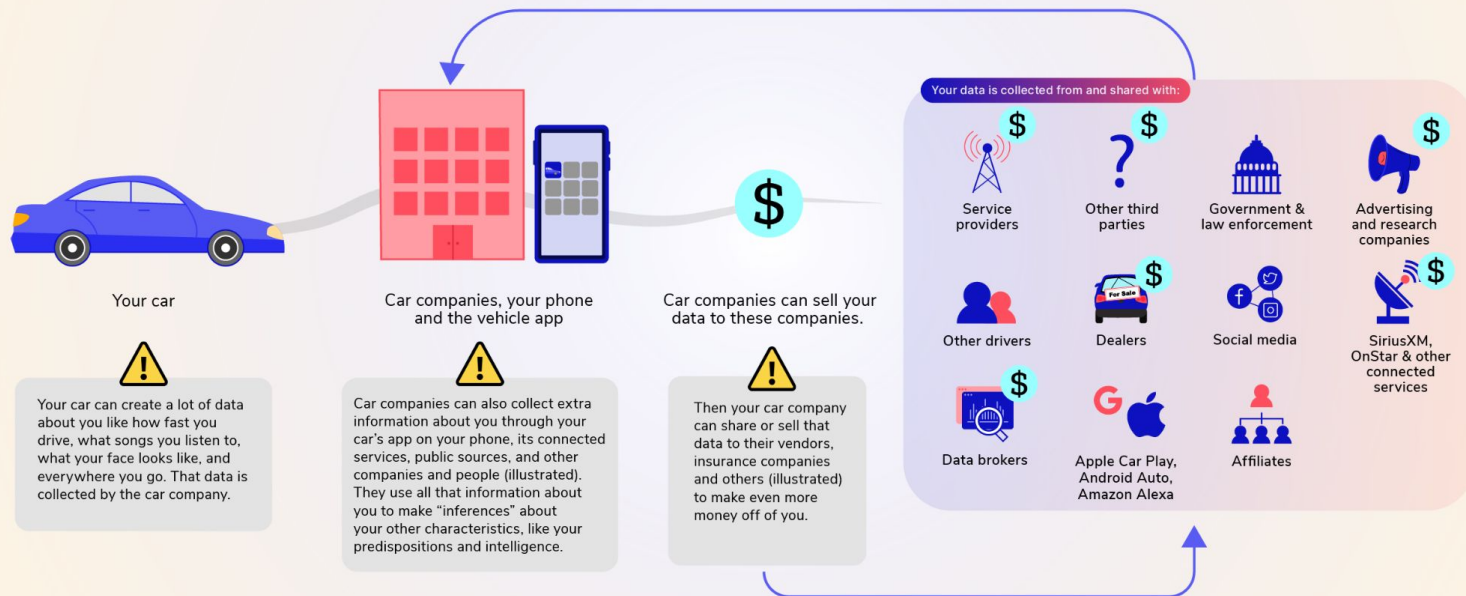 Your data is collected from and shared with:
$
$
$
Service
providers
Other third
parties
Government &
law enforcement
Advertising
and research
companies
For Sale
$
$
Other drivers
Dealers
Social media
SiriusXM,
OnStar & other
connected
services
$
Data brokers
Apple Car Play,
Android Auto,
Amazon Alexa
Affiliates
$
Your car
Car companies, your phone
and the vehicle app
Car companies can sell your
data to these companies.
Your car can create a lot of data
about you like how fast you
drive, what songs you listen to,
what your face looks like, and
everywhere you go. That data is
collected by the car company.
Car companies can also collect extra
information about you through your
car's app on your phone, its connected
services, public sources, and other
companies and people (illustrated).
They use all that information about
you to make “inferences” about
your other characteristics, like your
predispositions and intelligence.
Then your car company
can share or sell that
data to their vendors,
insurance companies
and others (illustrated)
to make even more
money off of you.